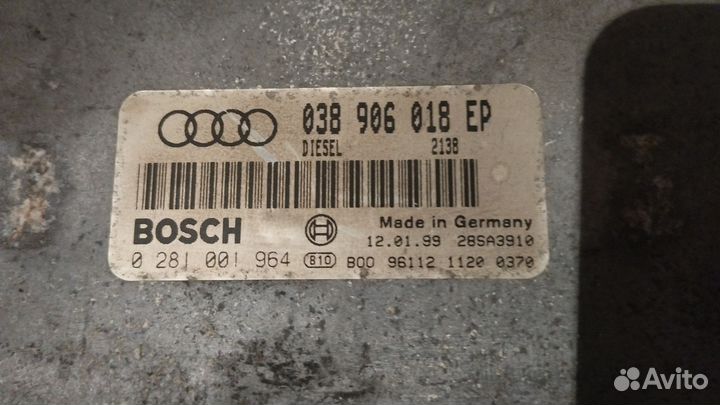 038 906 018 EP
DIESEL 2138
BOSCH Made in Germany
12.01.99 28SA3910
0 281 001 964 B10 B00 96112 1120 0370
Avito